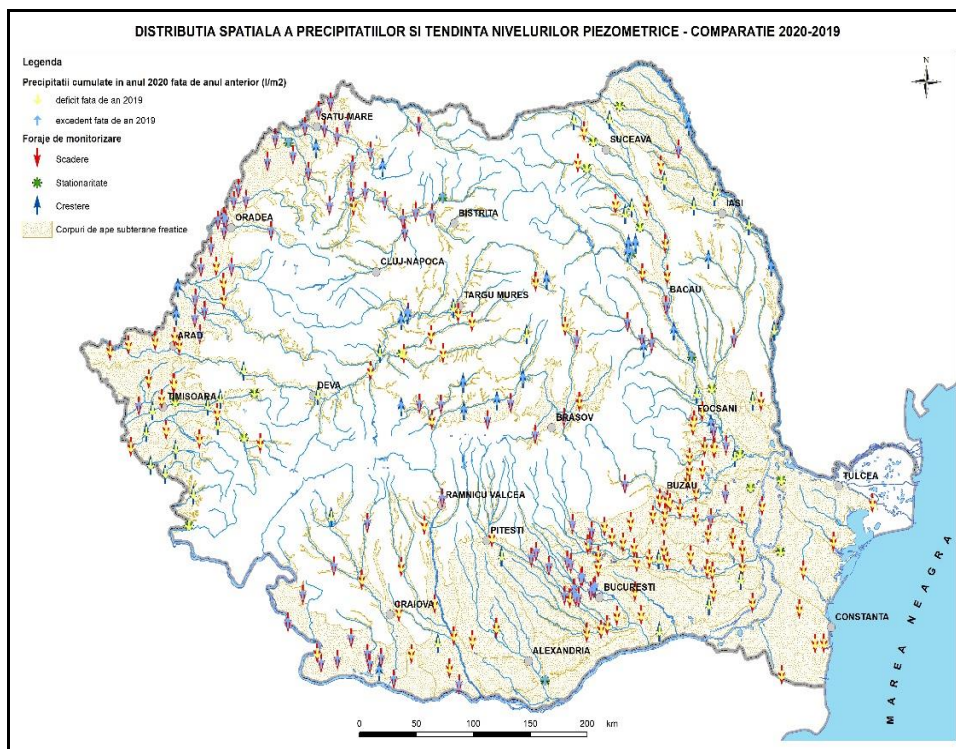 DISTRIBUTIA SPATIALA A PRECIPITATIILOR SI TENDINTA NIVELURILOR PIEZOMETRICE - COMPARATIE 2020-2019
Legenda
Precipitatii cumulate in anul 2020 fata de anul anterior (l/m2)
deficit fata de an 2019
excedent fata de an 2019
Foraje de monitorizare
Scadere
Stationaritate
Crestere
Corpuri de ape subterane freatice
N
SATU-MARE
SUCEAVA
IASI
ORADEA
BISTRITA
CLUJ-NAPOCA
TARGU MURES
BACAU
ARAD
DEVA
TIMISOARA
BRASOV
FOCSANI
TULCEA
BUZAU
RAMNICU VALCEA
PITESTI
BUCURESTI
CRAIOVA
CONSTANTA
ALEXANDRIA
MAREA NEAGRA
0 50 100 150 200 km